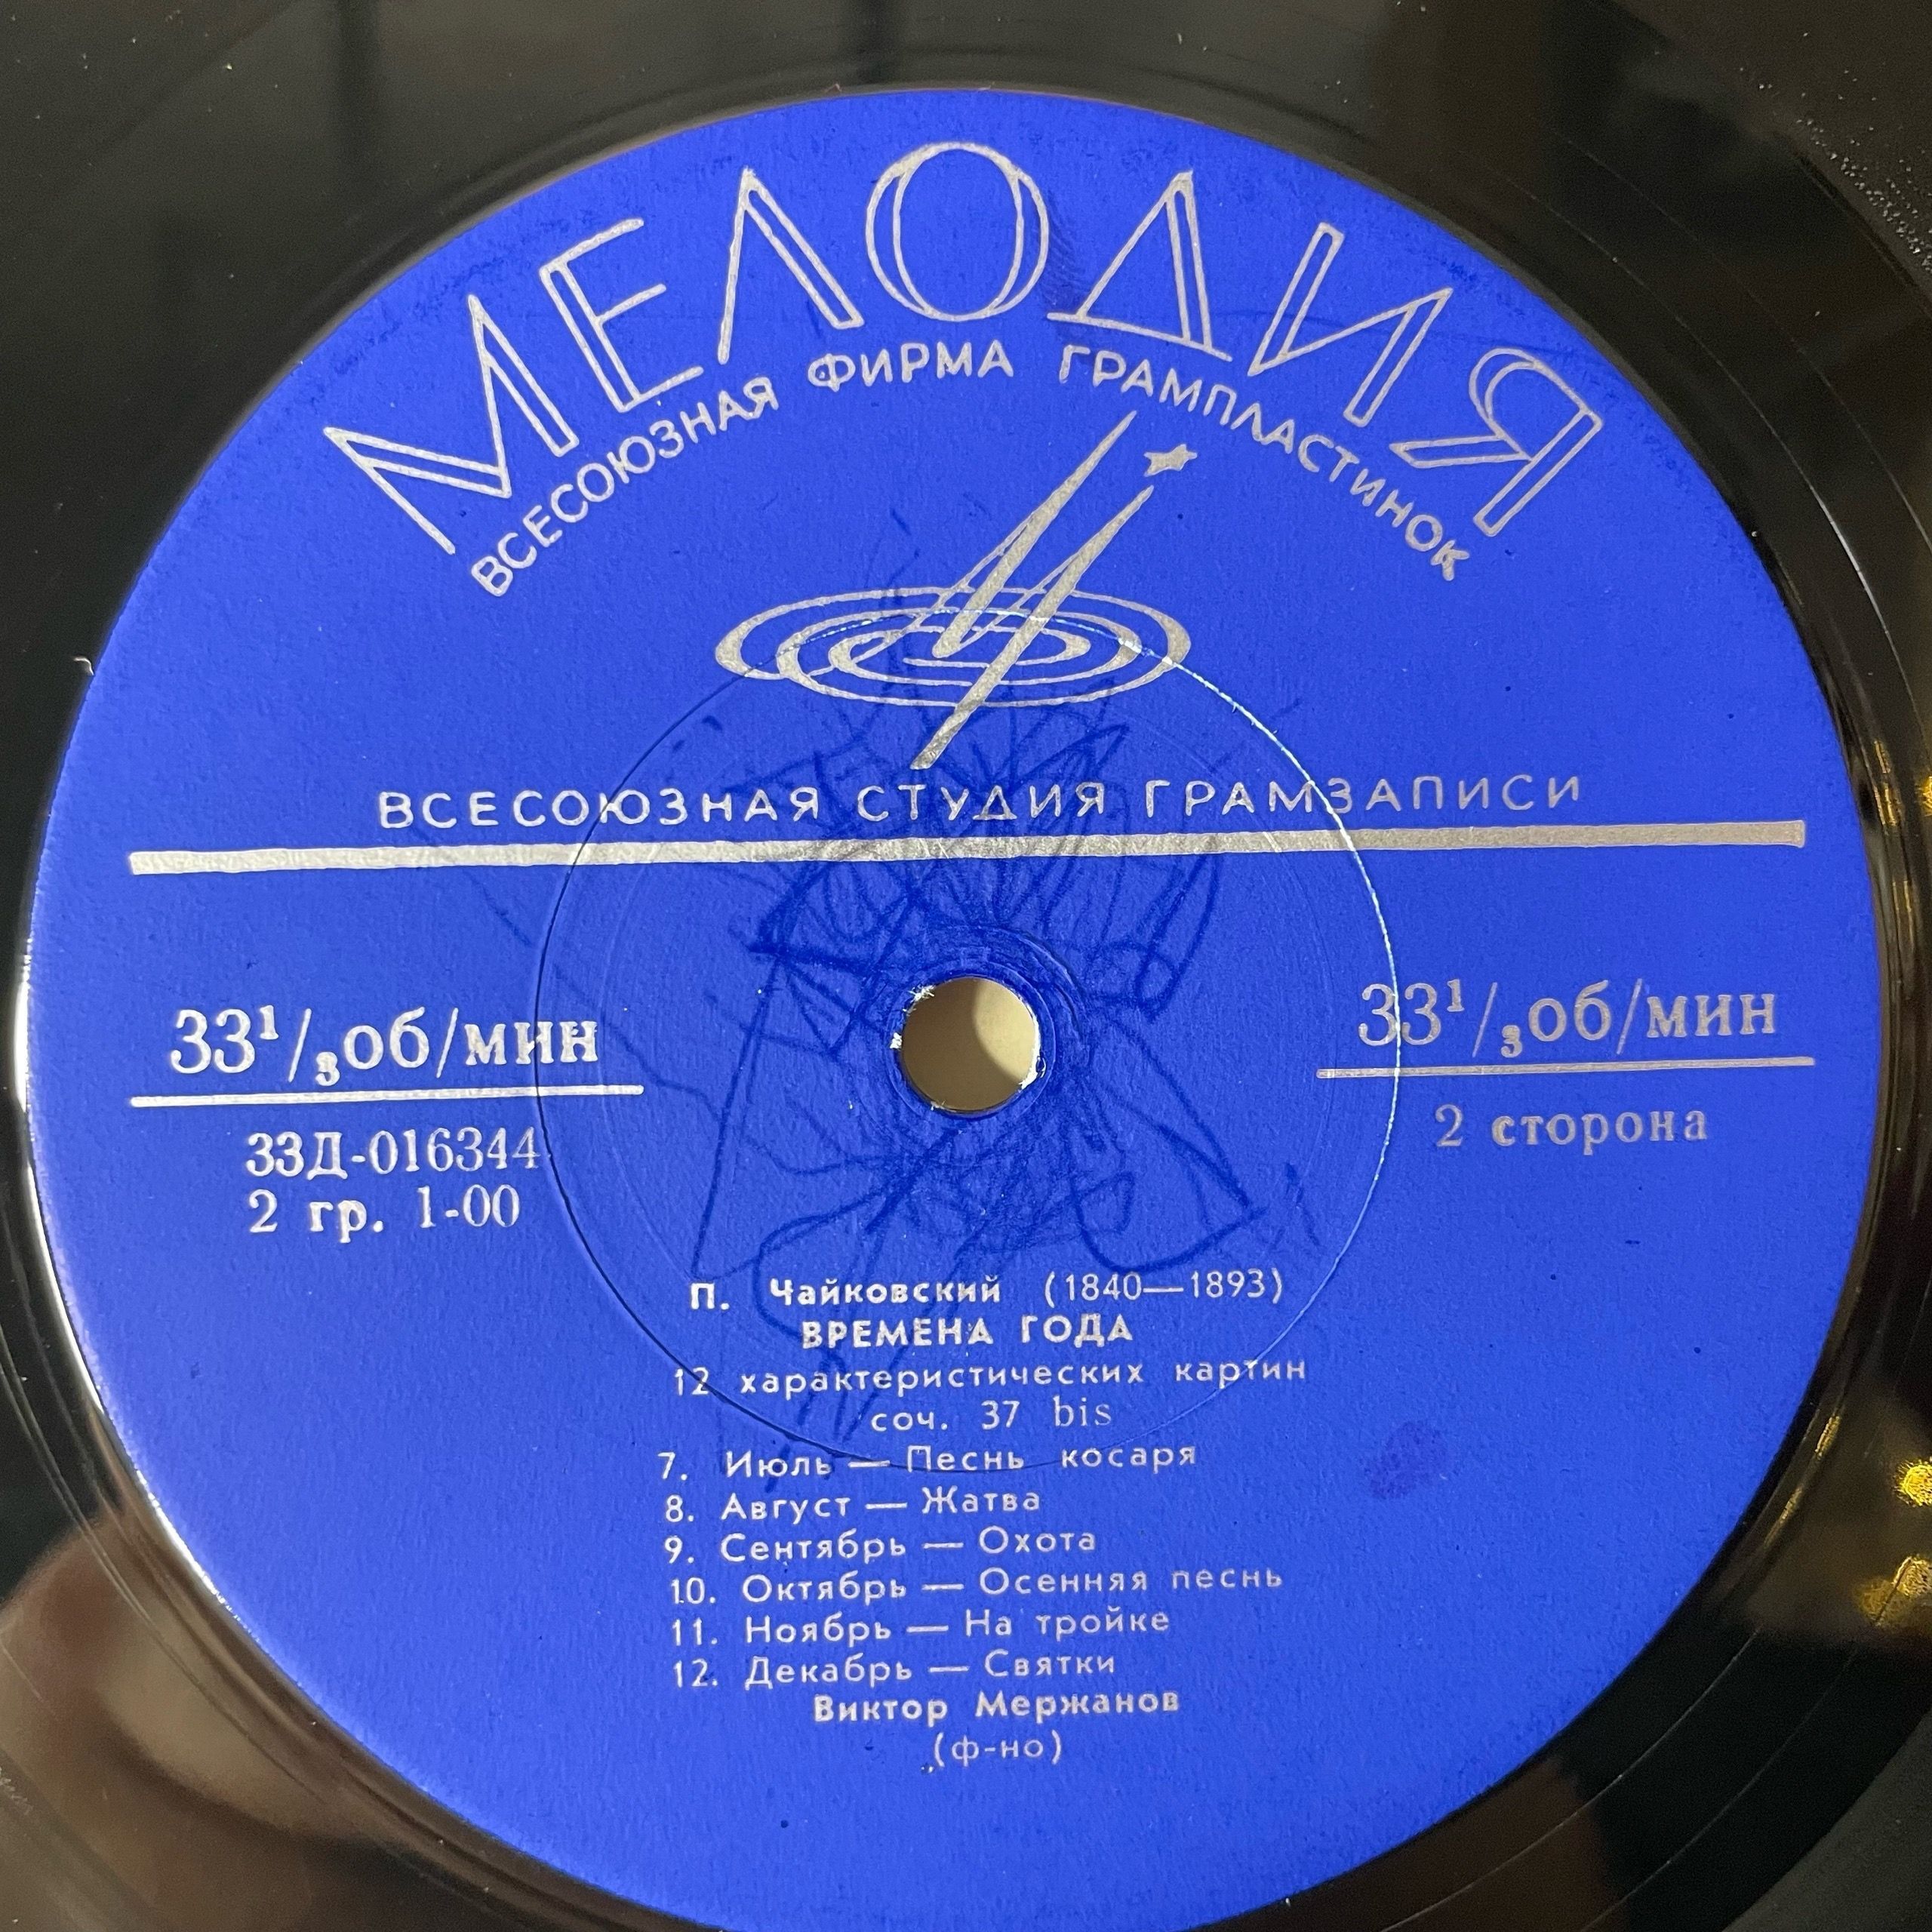 МЕЛОДИЯ
ВСЕСОЮЗНАЯ ФИРМА ГРАМПЛАСТИНОК
ВСЕСОЮЗНАЯ СТУДИЯ ГРАМЗАПИСИ
33¹/₃об/мин
33Д-016344
2 гр. 1-00
33¹/₃об/мин
2 сторона
П. Чайковский (1840—1893)
ВРЕМЕНА ГОДА
12 характеристических картин
соч. 37 bis
7. Июль — Песнь косаря
8. Август — Жатва
9. Сентябрь — Охота
10. Октябрь — Осенняя песнь
11. Ноябрь — На тройке
12. Декабрь — Святки
Виктор Мержанов
(ф-но)